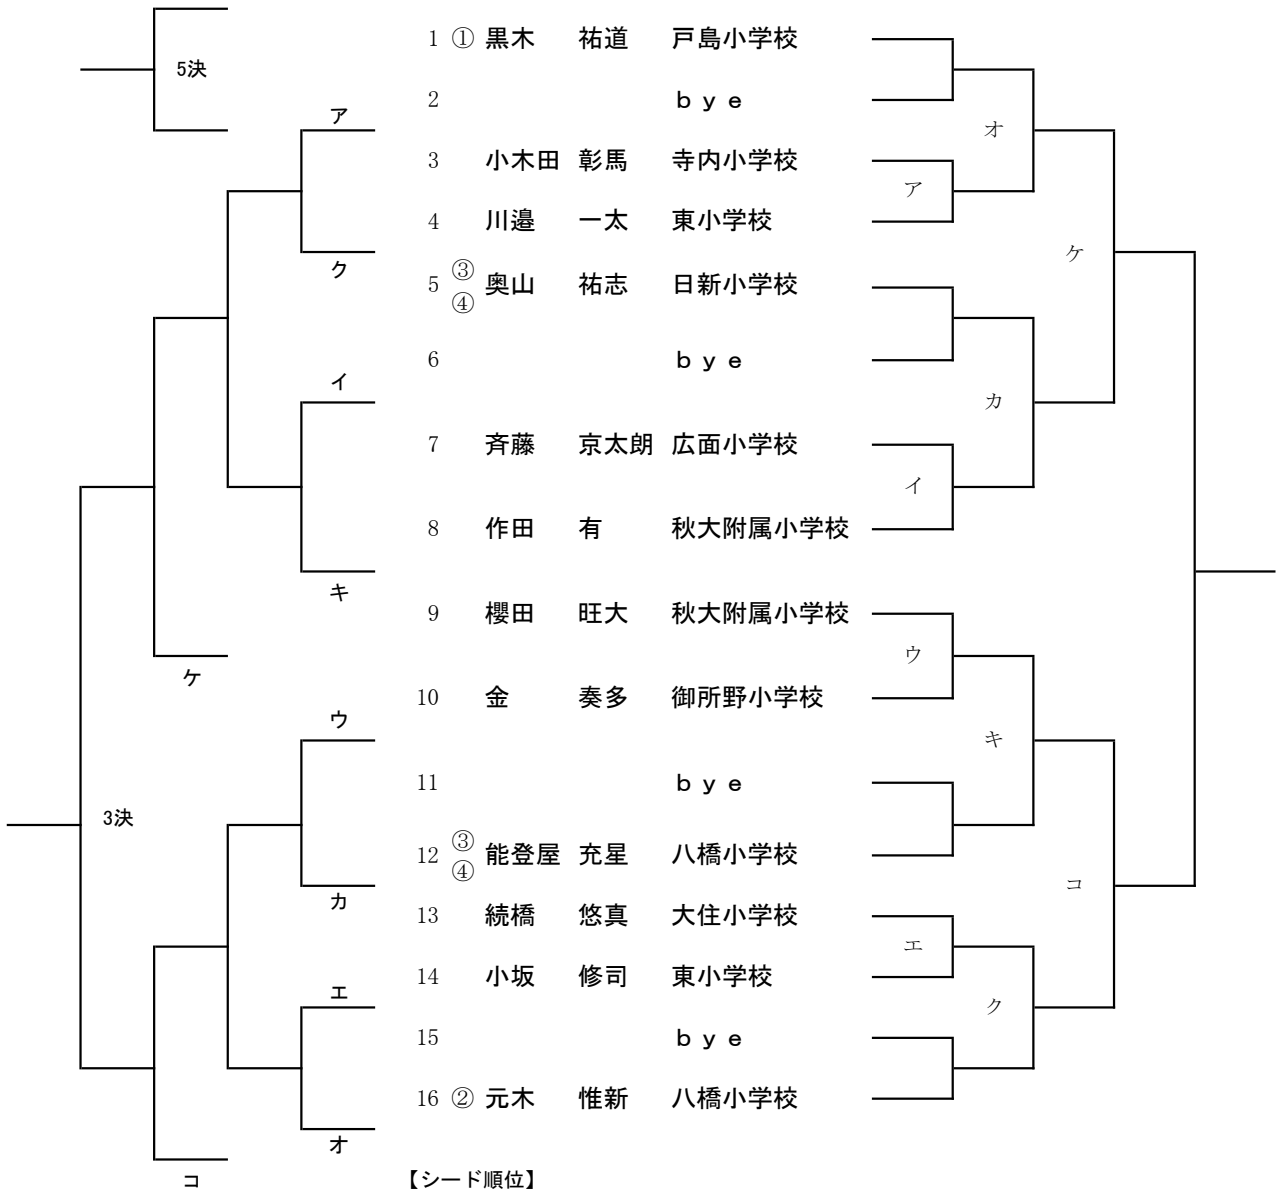 5決
ア
ク
イ
キ
ケ
ウ
3決
カ
エ
オ
コ
1 ① 黒木 祐道 戸島小学校
2 ｂｙｅ
3 小木田 彰馬 寺内小学校
4 川邉 一太 東小学校
5 ③④ 奥山 祐志 日新小学校
6 ｂｙｅ
7 斉藤 京太朗 広面小学校
8 作田 有 秋大附属小学校
9 櫻田 旺大 秋大附属小学校
10 金 奏多 御所野小学校
11 ｂｙｅ
12 ③④ 能登屋 充星 八橋小学校
13 続橋 悠真 大住小学校
14 小坂 修司 東小学校
15 ｂｙｅ
16 ② 元木 惟新 八橋小学校
オ
ア
ケ
カ
イ
ウ
キ
コ
エ
ク
【シード順位】